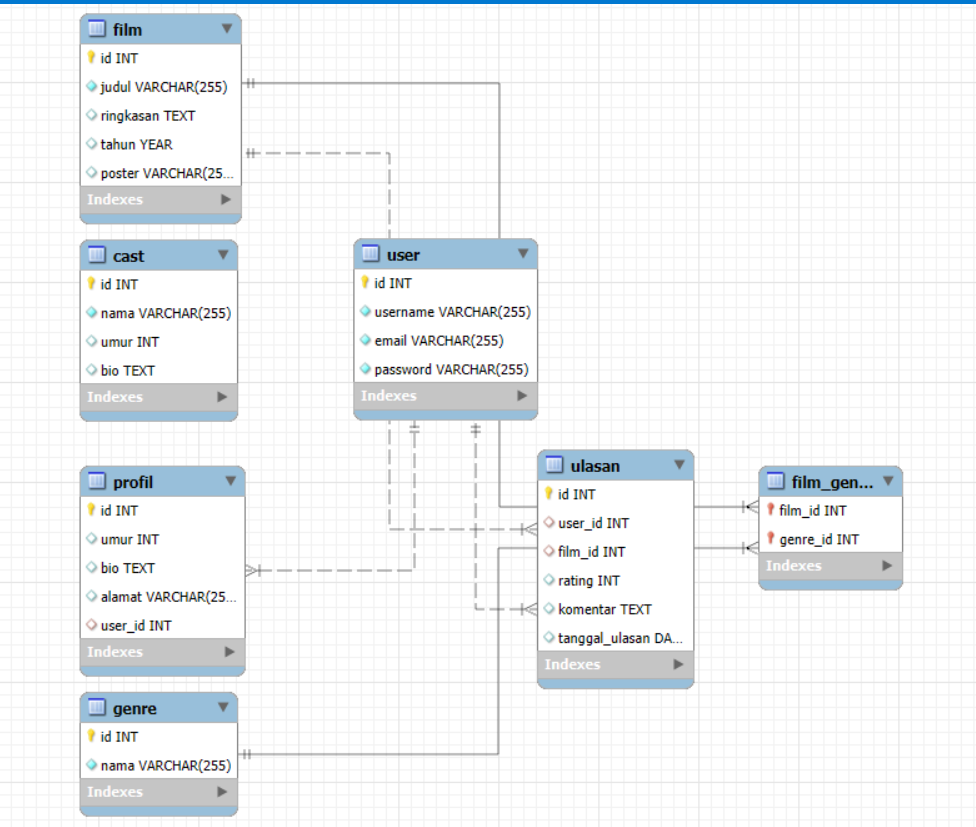 film
id INT
judul VARCHAR(255)
ringkasan TEXT
tahun YEAR
poster VARCHAR(25...
Indexes
cast
id INT
nama VARCHAR(255)
umur INT
bio TEXT
Indexes
user
id INT
username VARCHAR(255)
email VARCHAR(255)
password VARCHAR(255)
Indexes
profil
id INT
umur INT
bio TEXT
alamat VARCHAR(25...
user_id INT
Indexes
ulasan
id INT
user_id INT
film_id INT
rating INT
komentar TEXT
tanggal_ulasan DA...
Indexes
film_gen...
film_id INT
genre_id INT
Indexes
genre
id INT
nama VARCHAR(255)
Indexes